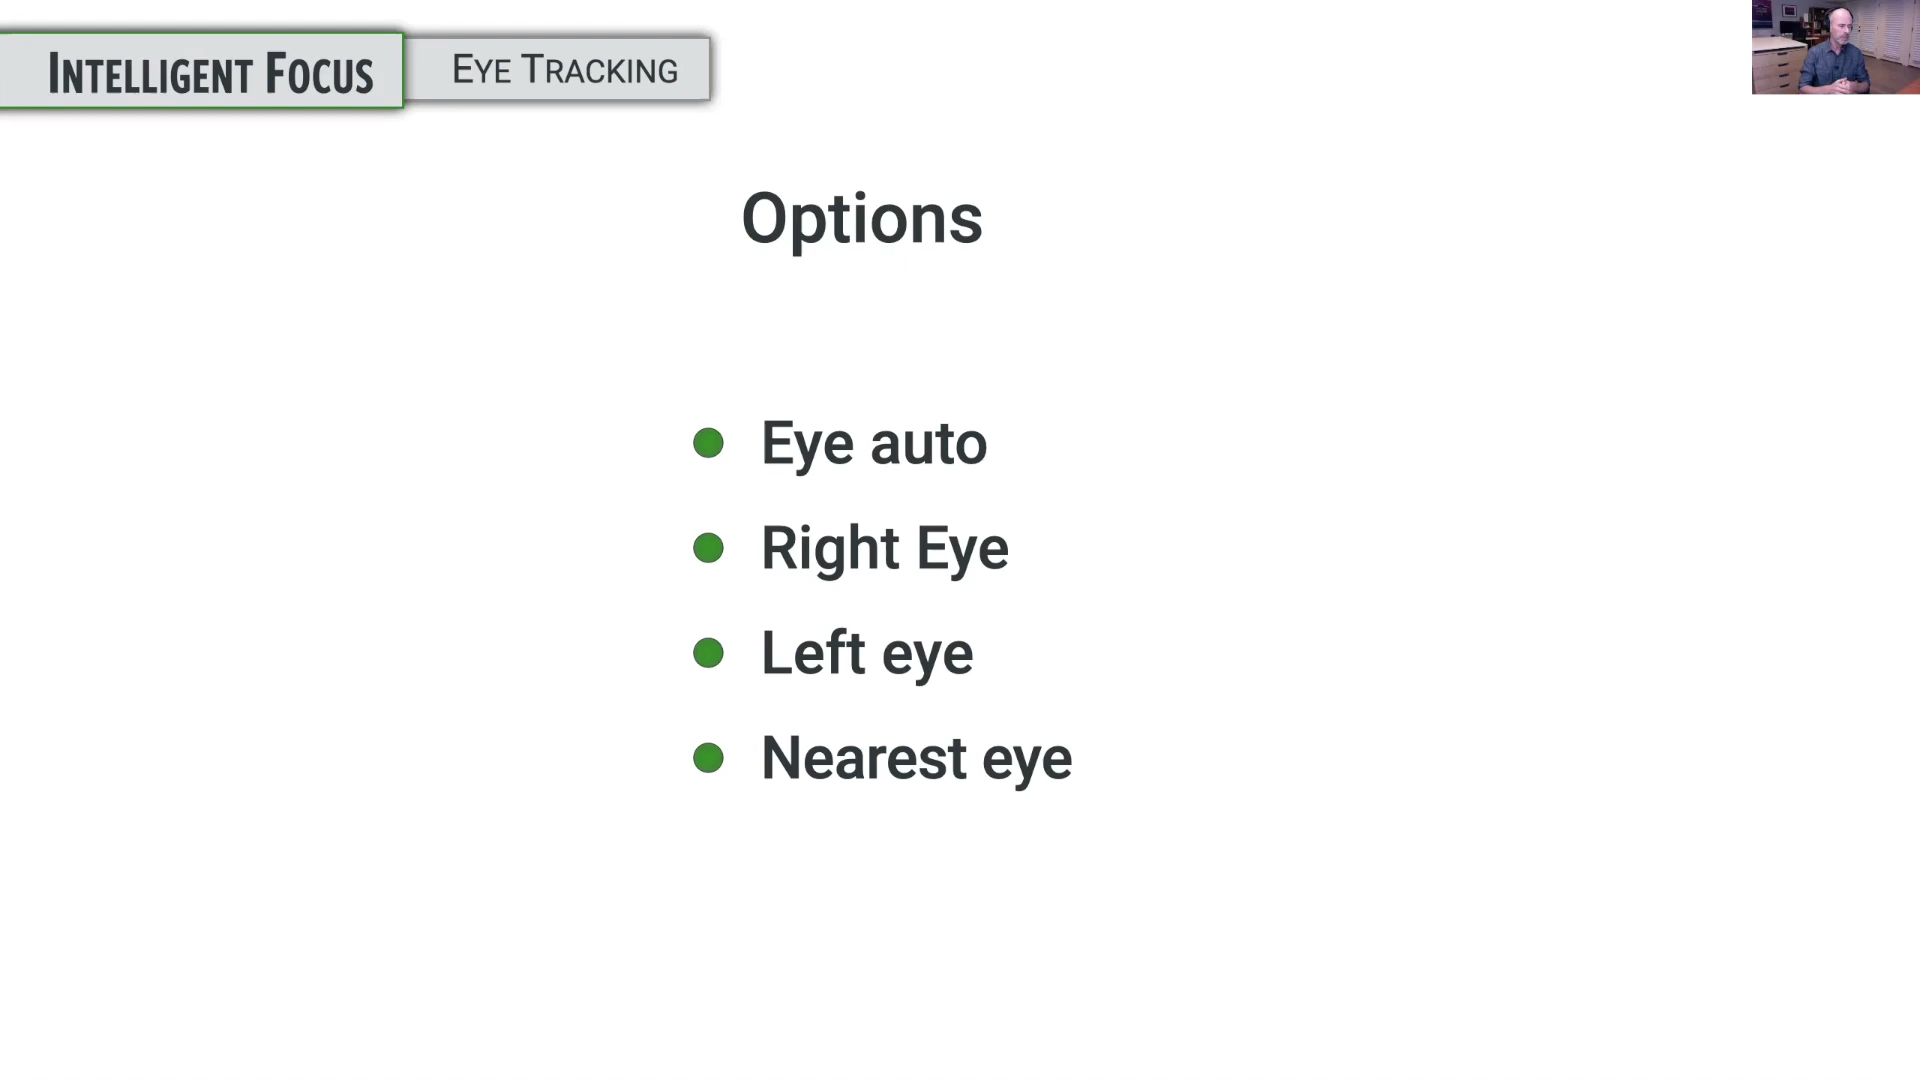 INTELLIGENT FOCUS
EYE TRACKING
Options
Eye auto
Right Eye
Left eye
Nearest eye